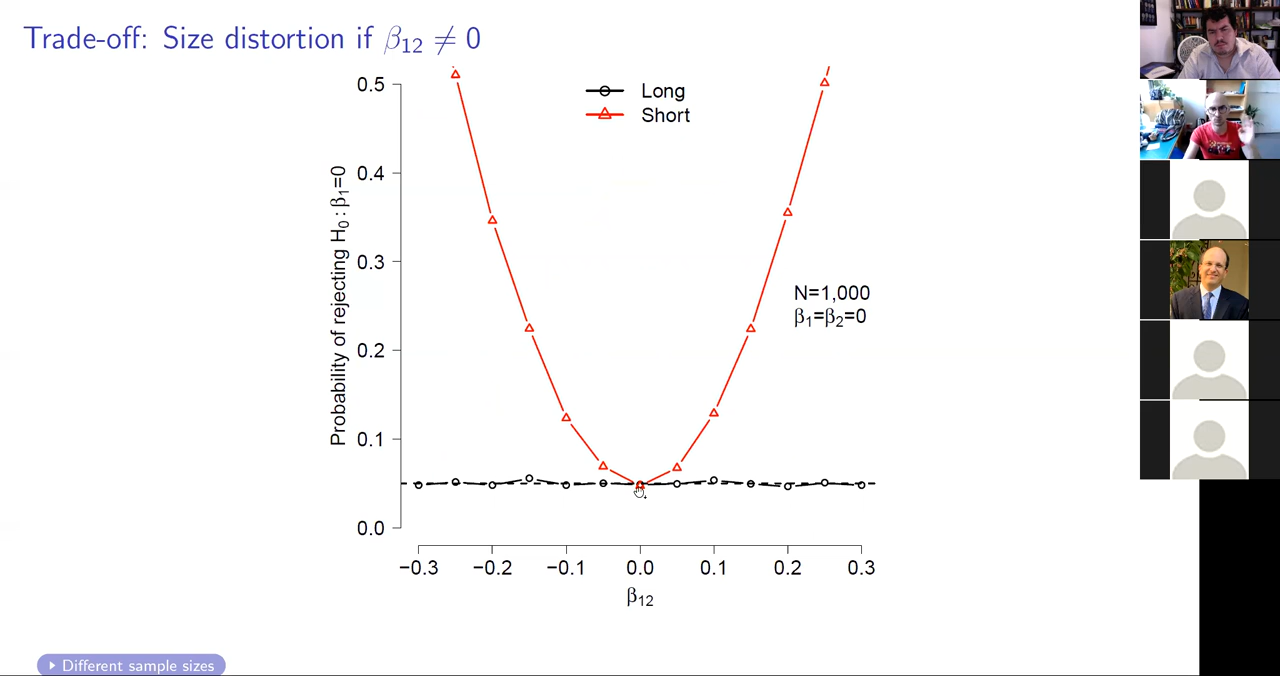 Trade-off: Size distortion if β₁₂ ≠ 0
Long
Short
Probability of rejecting H₀ : β₁=0
0.5
0.4
0.3
0.2
0.1
0.0
N=1,000
β₁=β₂=0
−0.3
−0.2
−0.1
0.0
0.1
0.2
0.3
β₁₂
Different sample sizes